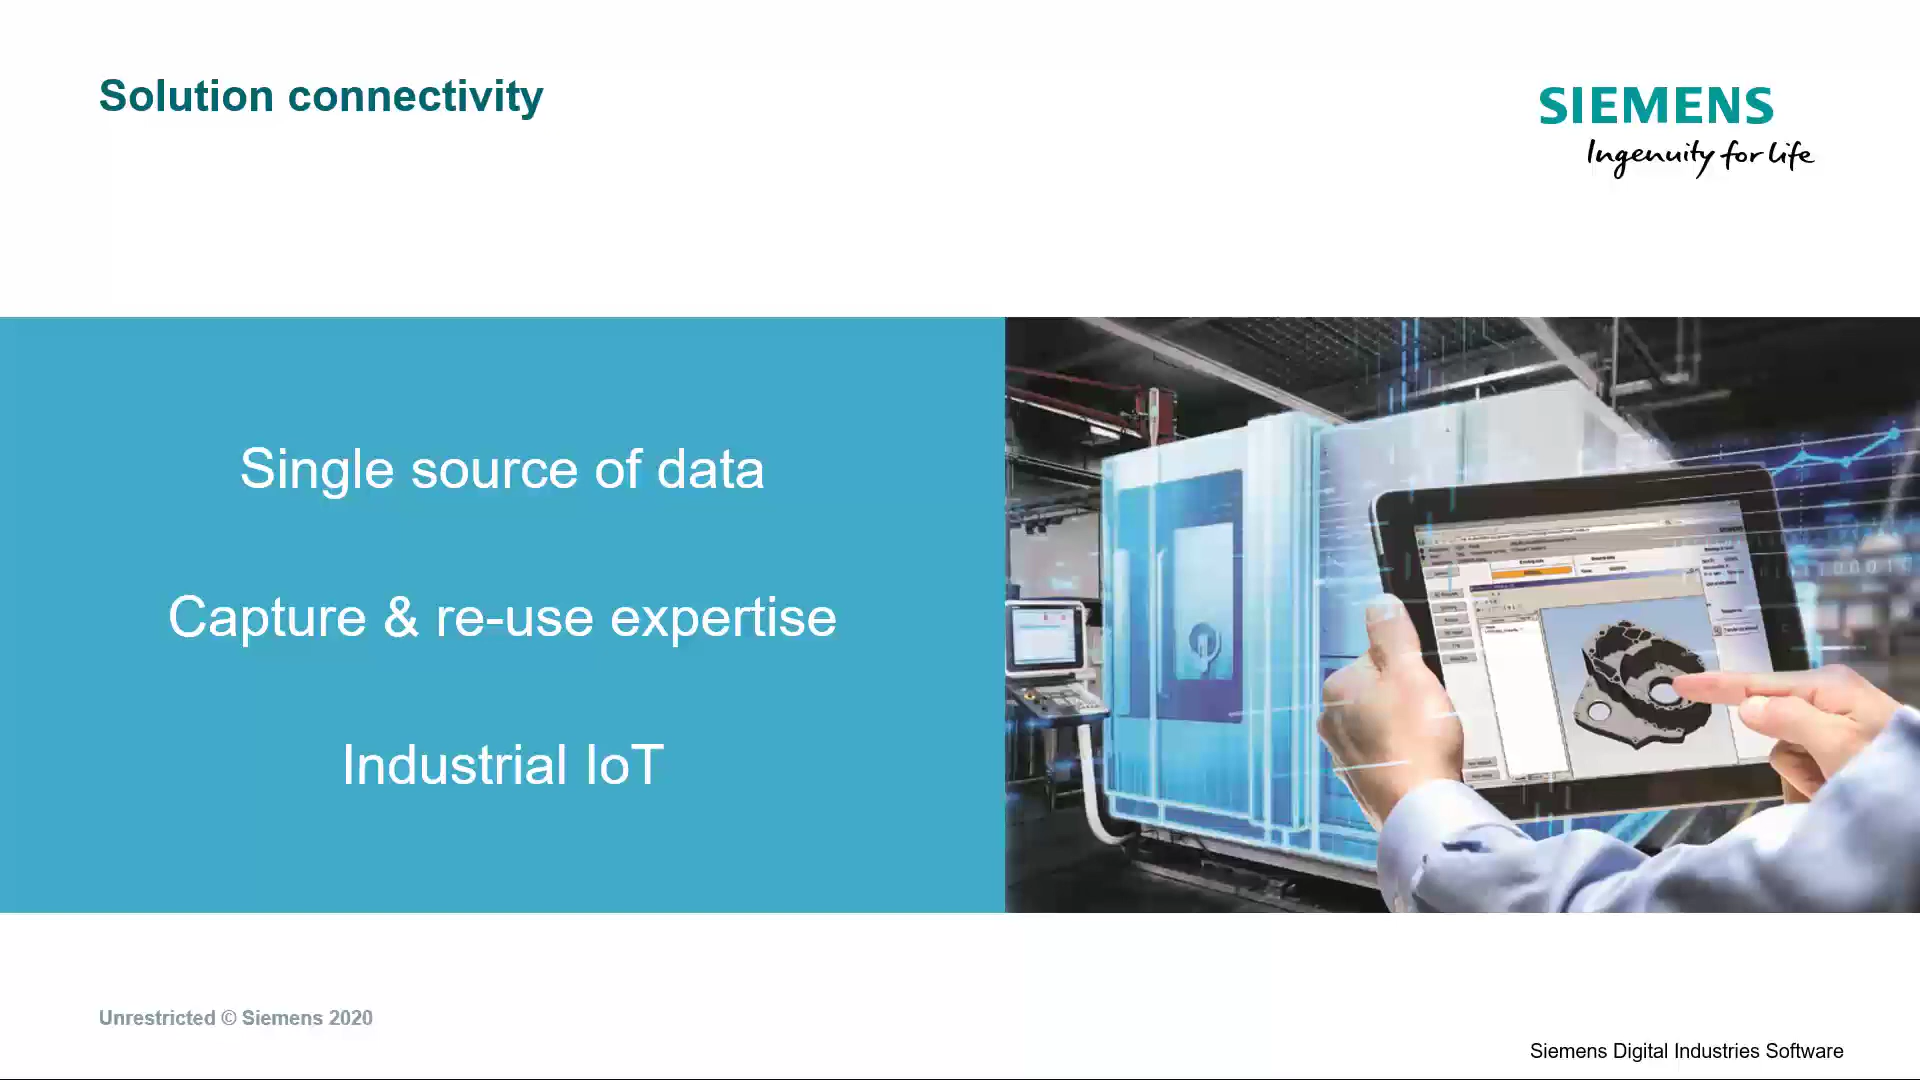 Solution connectivity
SIEMENS
Ingenuity for life
Single source of data
Capture & re-use expertise
Industrial IoT
Unrestricted © Siemens 2020
Siemens Digital Industries Software